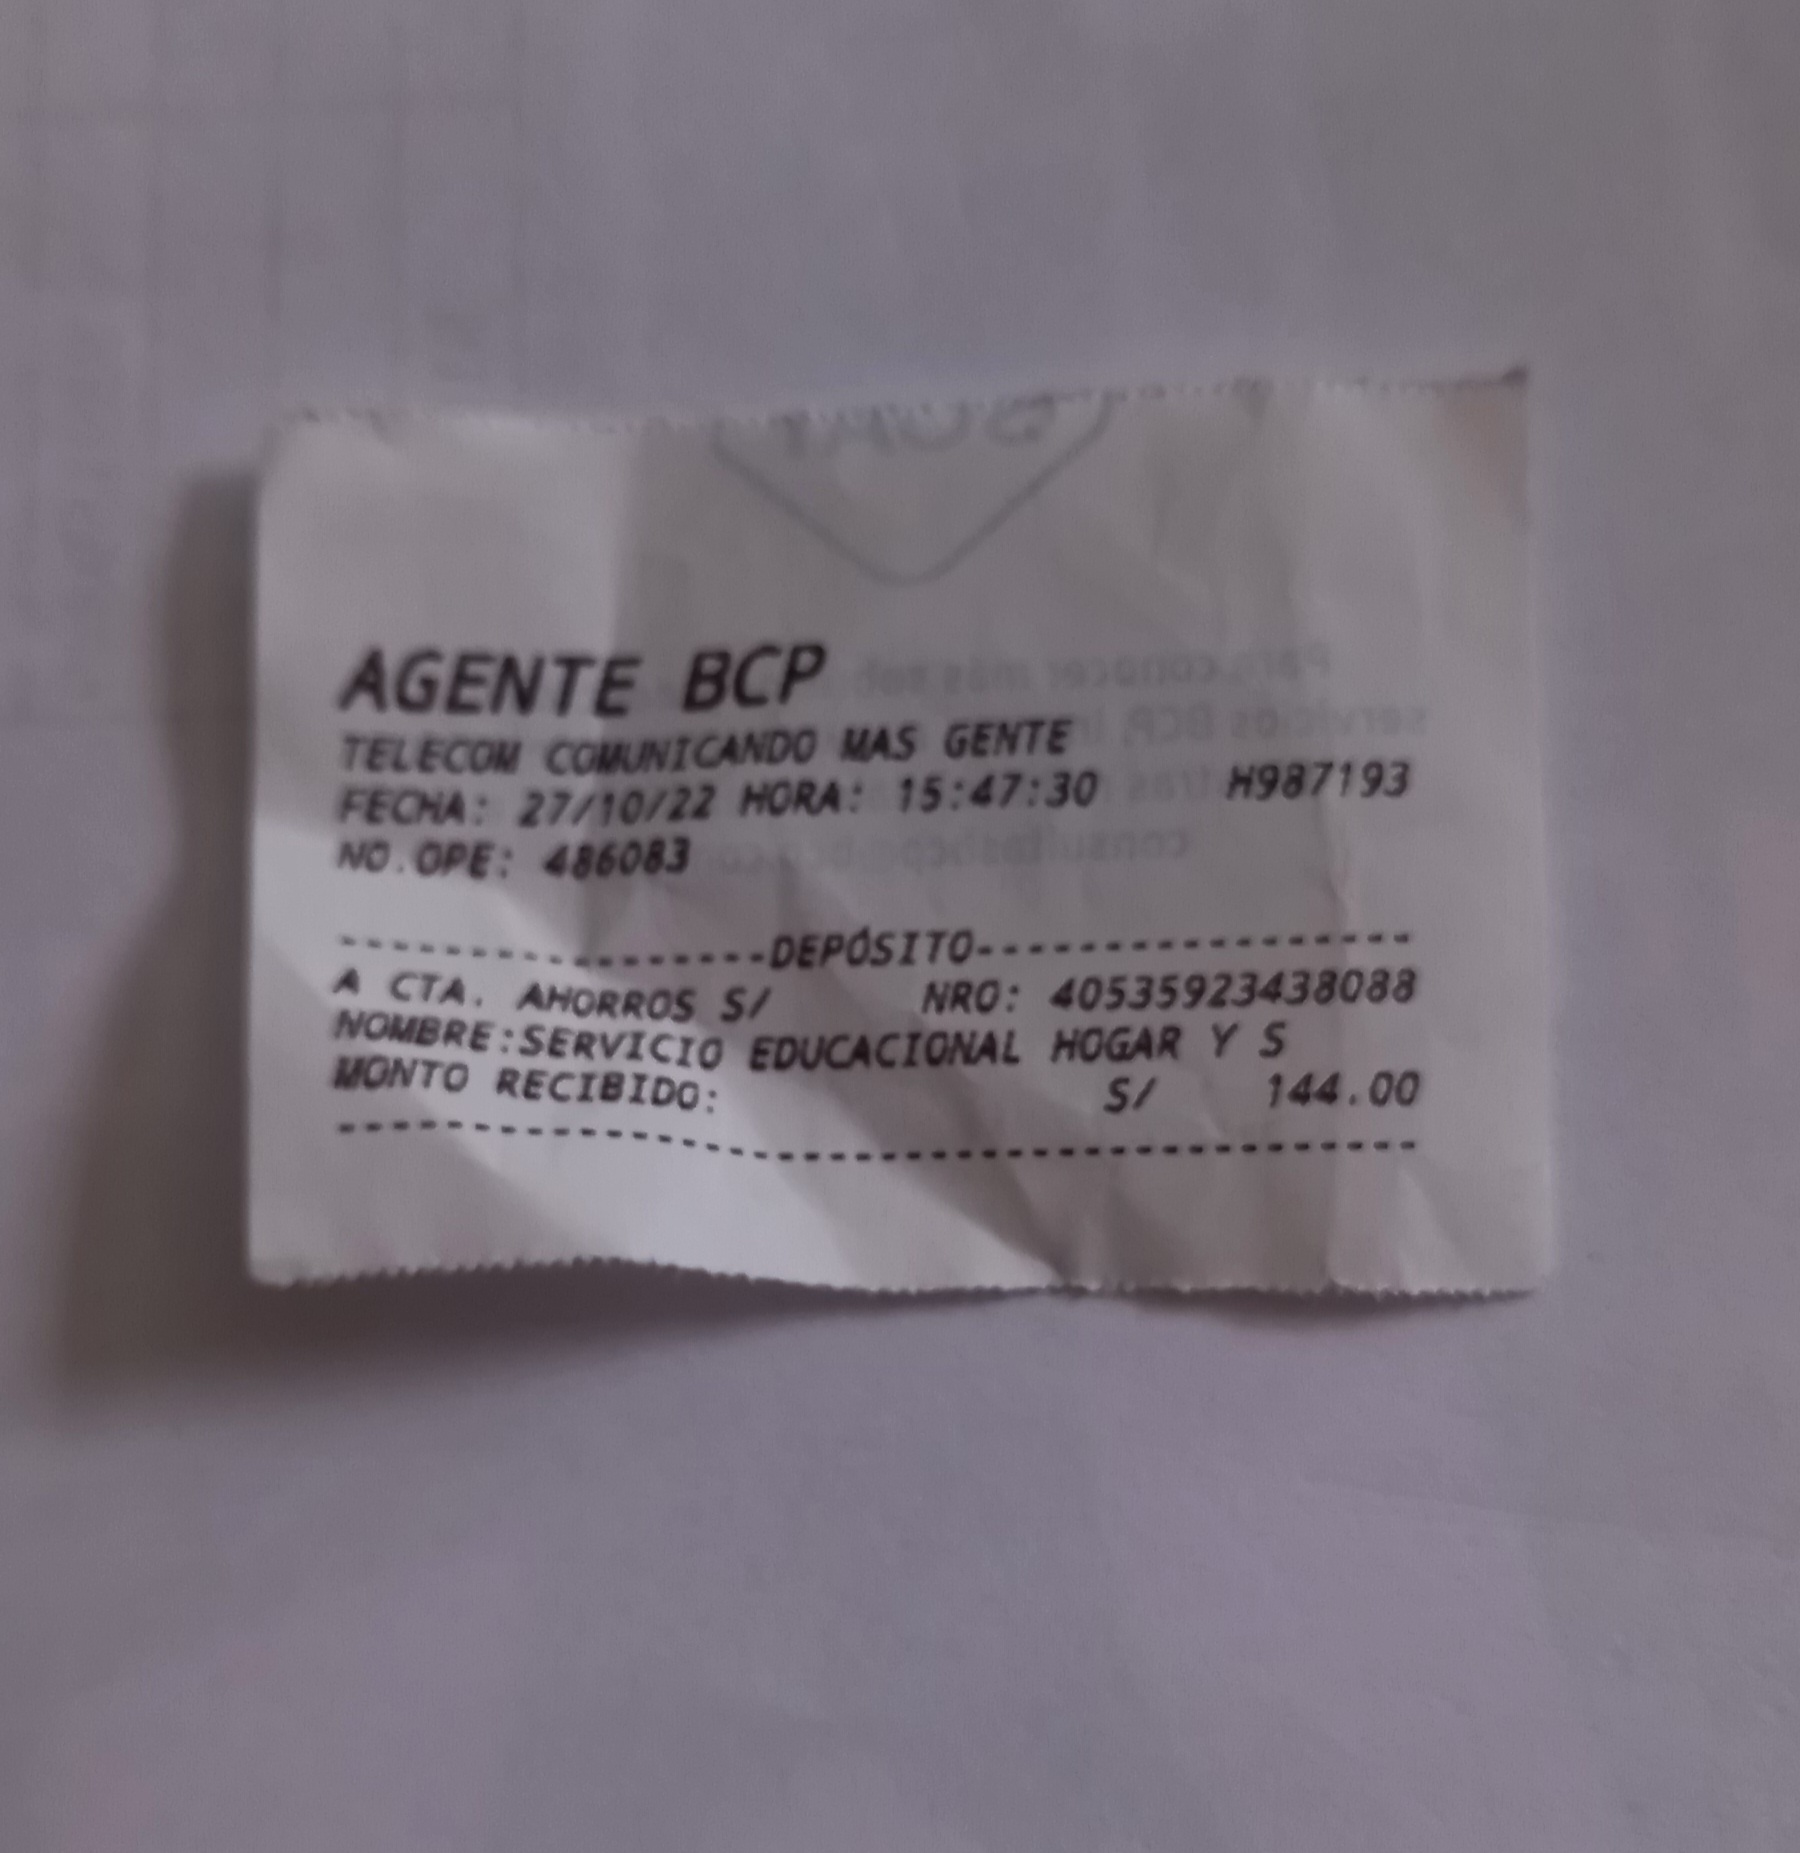 AGENTE BCP
TELECOM COMUNICANDO MAS GENTE
FECHA: 27/10/22 HORA: 15:47:30 H987193
NO.OPE: 486083
----------------DEPÓSITO-----------------
A CTA. AHORROS S/ NRO: 40535923438088
NOMBRE:SERVICIO EDUCACIONAL HOGAR Y S
MONTO RECIBIDO: S/ 144.00
-----------------------------------------